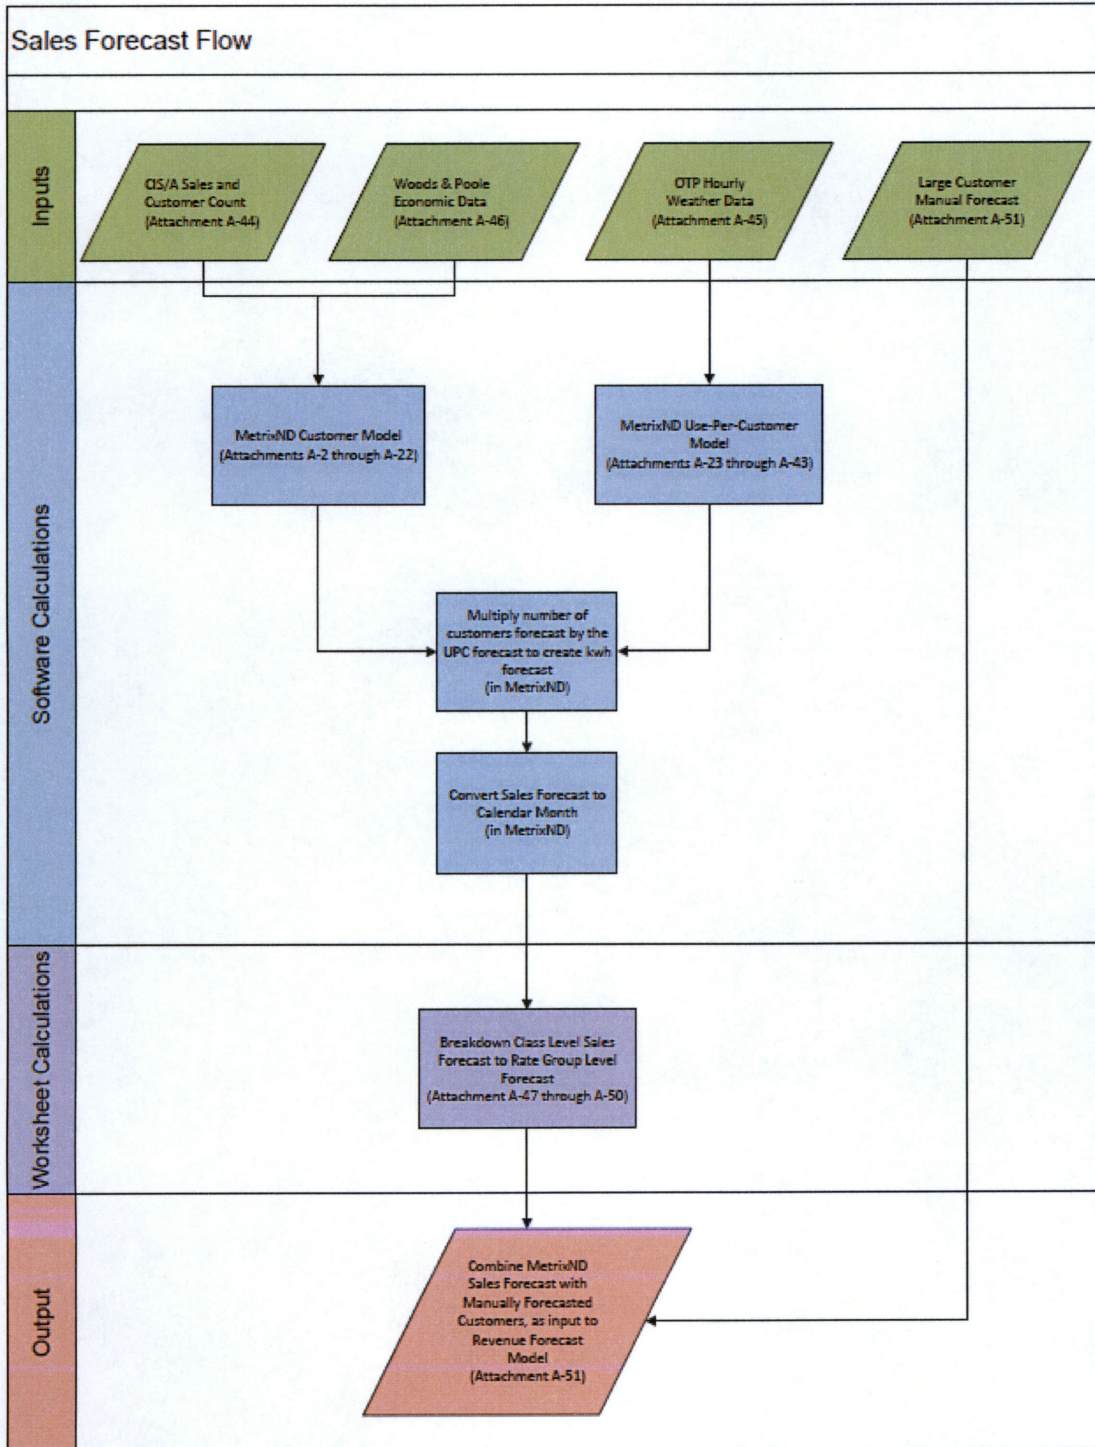 Sales Forecast Flow
Inputs
CIS/A Sales and
Customer Count
(Attachment A-44)
Woods & Poole
Economic Data
(Attachment A-46)
OTP Hourly
Weather Data
(Attachment A-45)
Large Customer
Manual Forecast
(Attachment A-51)
Software Calculations
MetrixND Customer Model
(Attachments A-2 through A-22)
MetrixND Use-Per-Customer
Model
(Attachments A-23 through A-43)
Multiply number of
customers forecast by the
UPC forecast to create kwh
forecast
(in MetrixND)
Convert Sales Forecast to
Calendar Month
(in MetrixND)
Worksheet Calculations
Breakdown Class Level Sales
Forecast to Rate Group Level
Forecast
(Attachment A-47 through A-50)
Output
Combine MetrixND
Sales Forecast with
Manually Forecasted
Customers, as input to
Revenue Forecast
Model
(Attachment A-51)